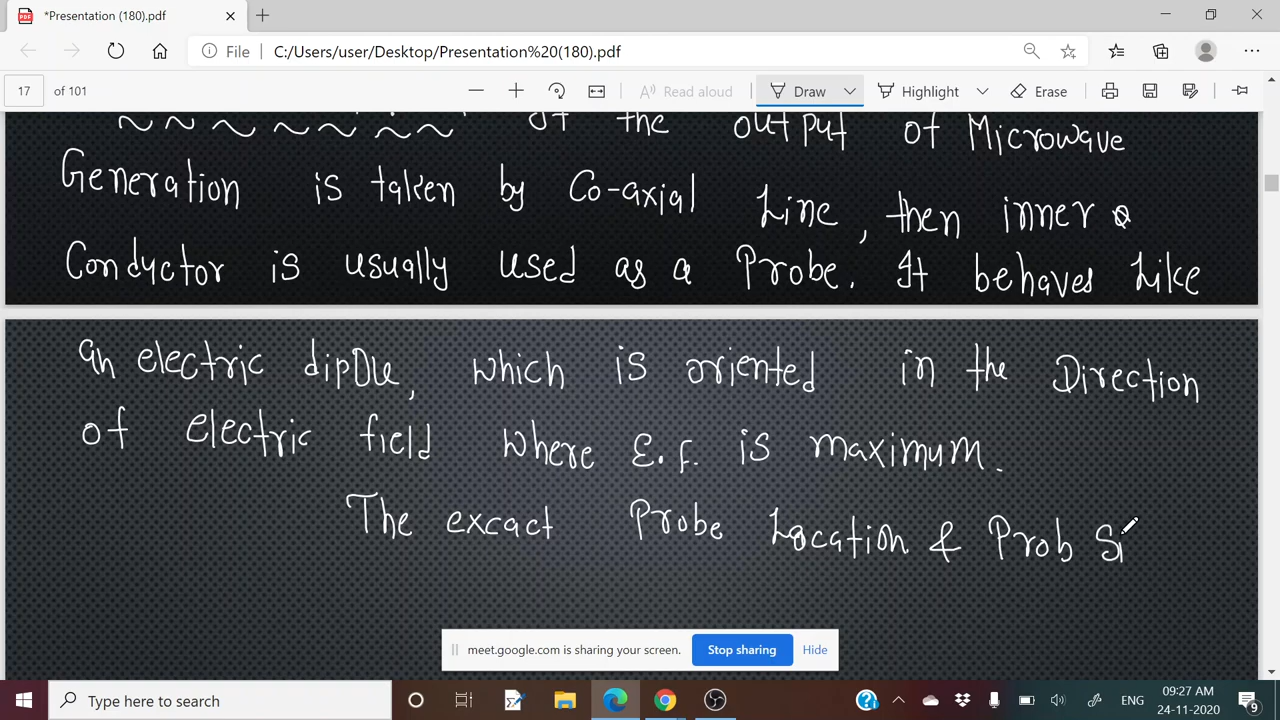 *Presentation (180).pdf
File | C:/Users/user/Desktop/Presentation%20(180).pdf
17 of 101 Read aloud Draw Highlight Erase
If the output of Microwave
Generation is taken by Co-axial Line, then inner
Conductor is usually used as a Probe. It behaves Like
an electric dipole, which is oriented in the Direction
of electric field where E.f. is maximum.
The excact Probe Location & Prob Si
meet.google.com is sharing your screen. Stop sharing Hide
Type here to search
ENG
09:27 AM
24-11-2020
9